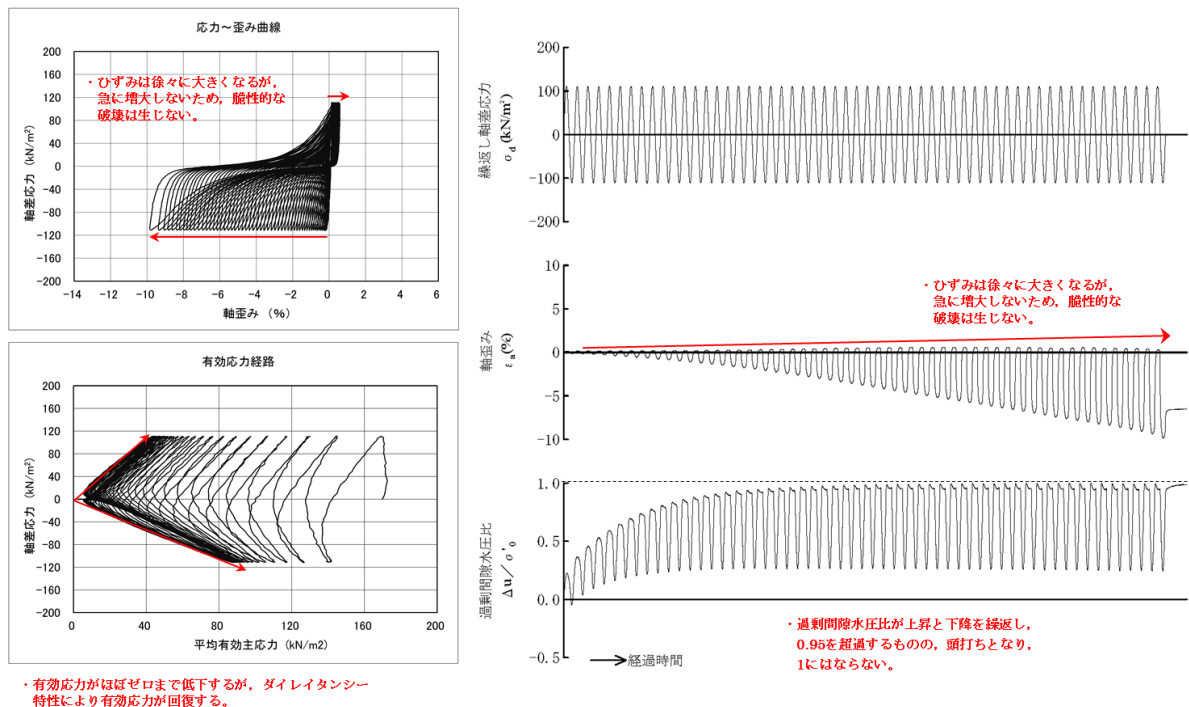 応力～歪み曲線
200
160
120
80
40
0
-40
-80
-120
-160
-200
軸差応力 (kN/m²)
・ひずみは徐々に大きくなるが，
急に増大しないため，脆性的な
破壊は生じない。
-14 -12 -10 -8 -6 -4 -2 0 2 4 6
軸歪み (%)
有効応力経路
200
160
120
80
40
0
-40
-80
-120
-160
-200
軸差応力 (kN/m²)
0 40 80 120 160 200
平均有効主応力 (kN/m2)
・有効応力がほぼゼロまで低下するが，ダイレイタンシー
特性により有効応力が回復する。
200
100
0
-100
-200
繰返し軸差応力
σd (kN/m²)
10
5
0
-5
-10
軸歪み
εa (%)
・ひずみは徐々に大きくなるが，
急に増大しないため，脆性的な
破壊は生じない。
1.0
0.5
0.0
-0.5
過剰間隙水圧比
Δu／σ'0
・過剰間隙水圧比が上昇と下降を繰返し，
0.95を超過するものの，頭打ちとなり，
1にはならない。
経過時間